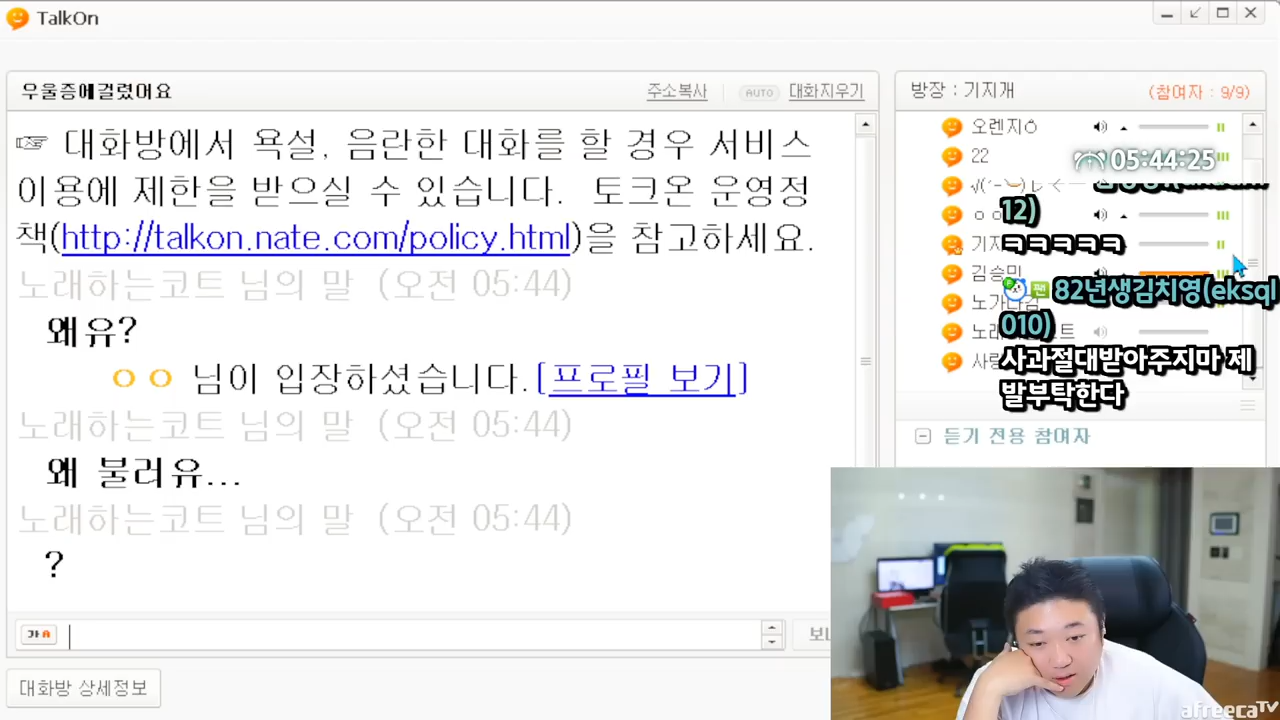 TalkOn
우울증에걸렸어요
주소복사
AUTO
대화지우기
☞ 대화방에서 욕설, 음란한 대화를 할 경우 서비스
이용에 제한을 받으실 수 있습니다. 토크온 운영정
책(http://talkon.nate.com/policy.html)을 참고하세요.
노래하는코트 님의 말 (오전 05:44)
왜유?
ㅇㅇ 님이 입장하셨습니다.[프로필 보기]
노래하는코트 님의 말 (오전 05:44)
왜 불러유...
노래하는코트 님의 말 (오전 05:44)
?
가A
대화방 상세정보
방장 : 기지개
(참여자 : 9/9)
오렌지
22
05:44:25
ㅇㅇ
12)
기지
ㅋㅋㅋㅋㅋ
김승민
팬 82년생김치영(eksql
010)
사과절대받아주지마 제
발부탁한다
듣기 전용 참여자
afreecaTV